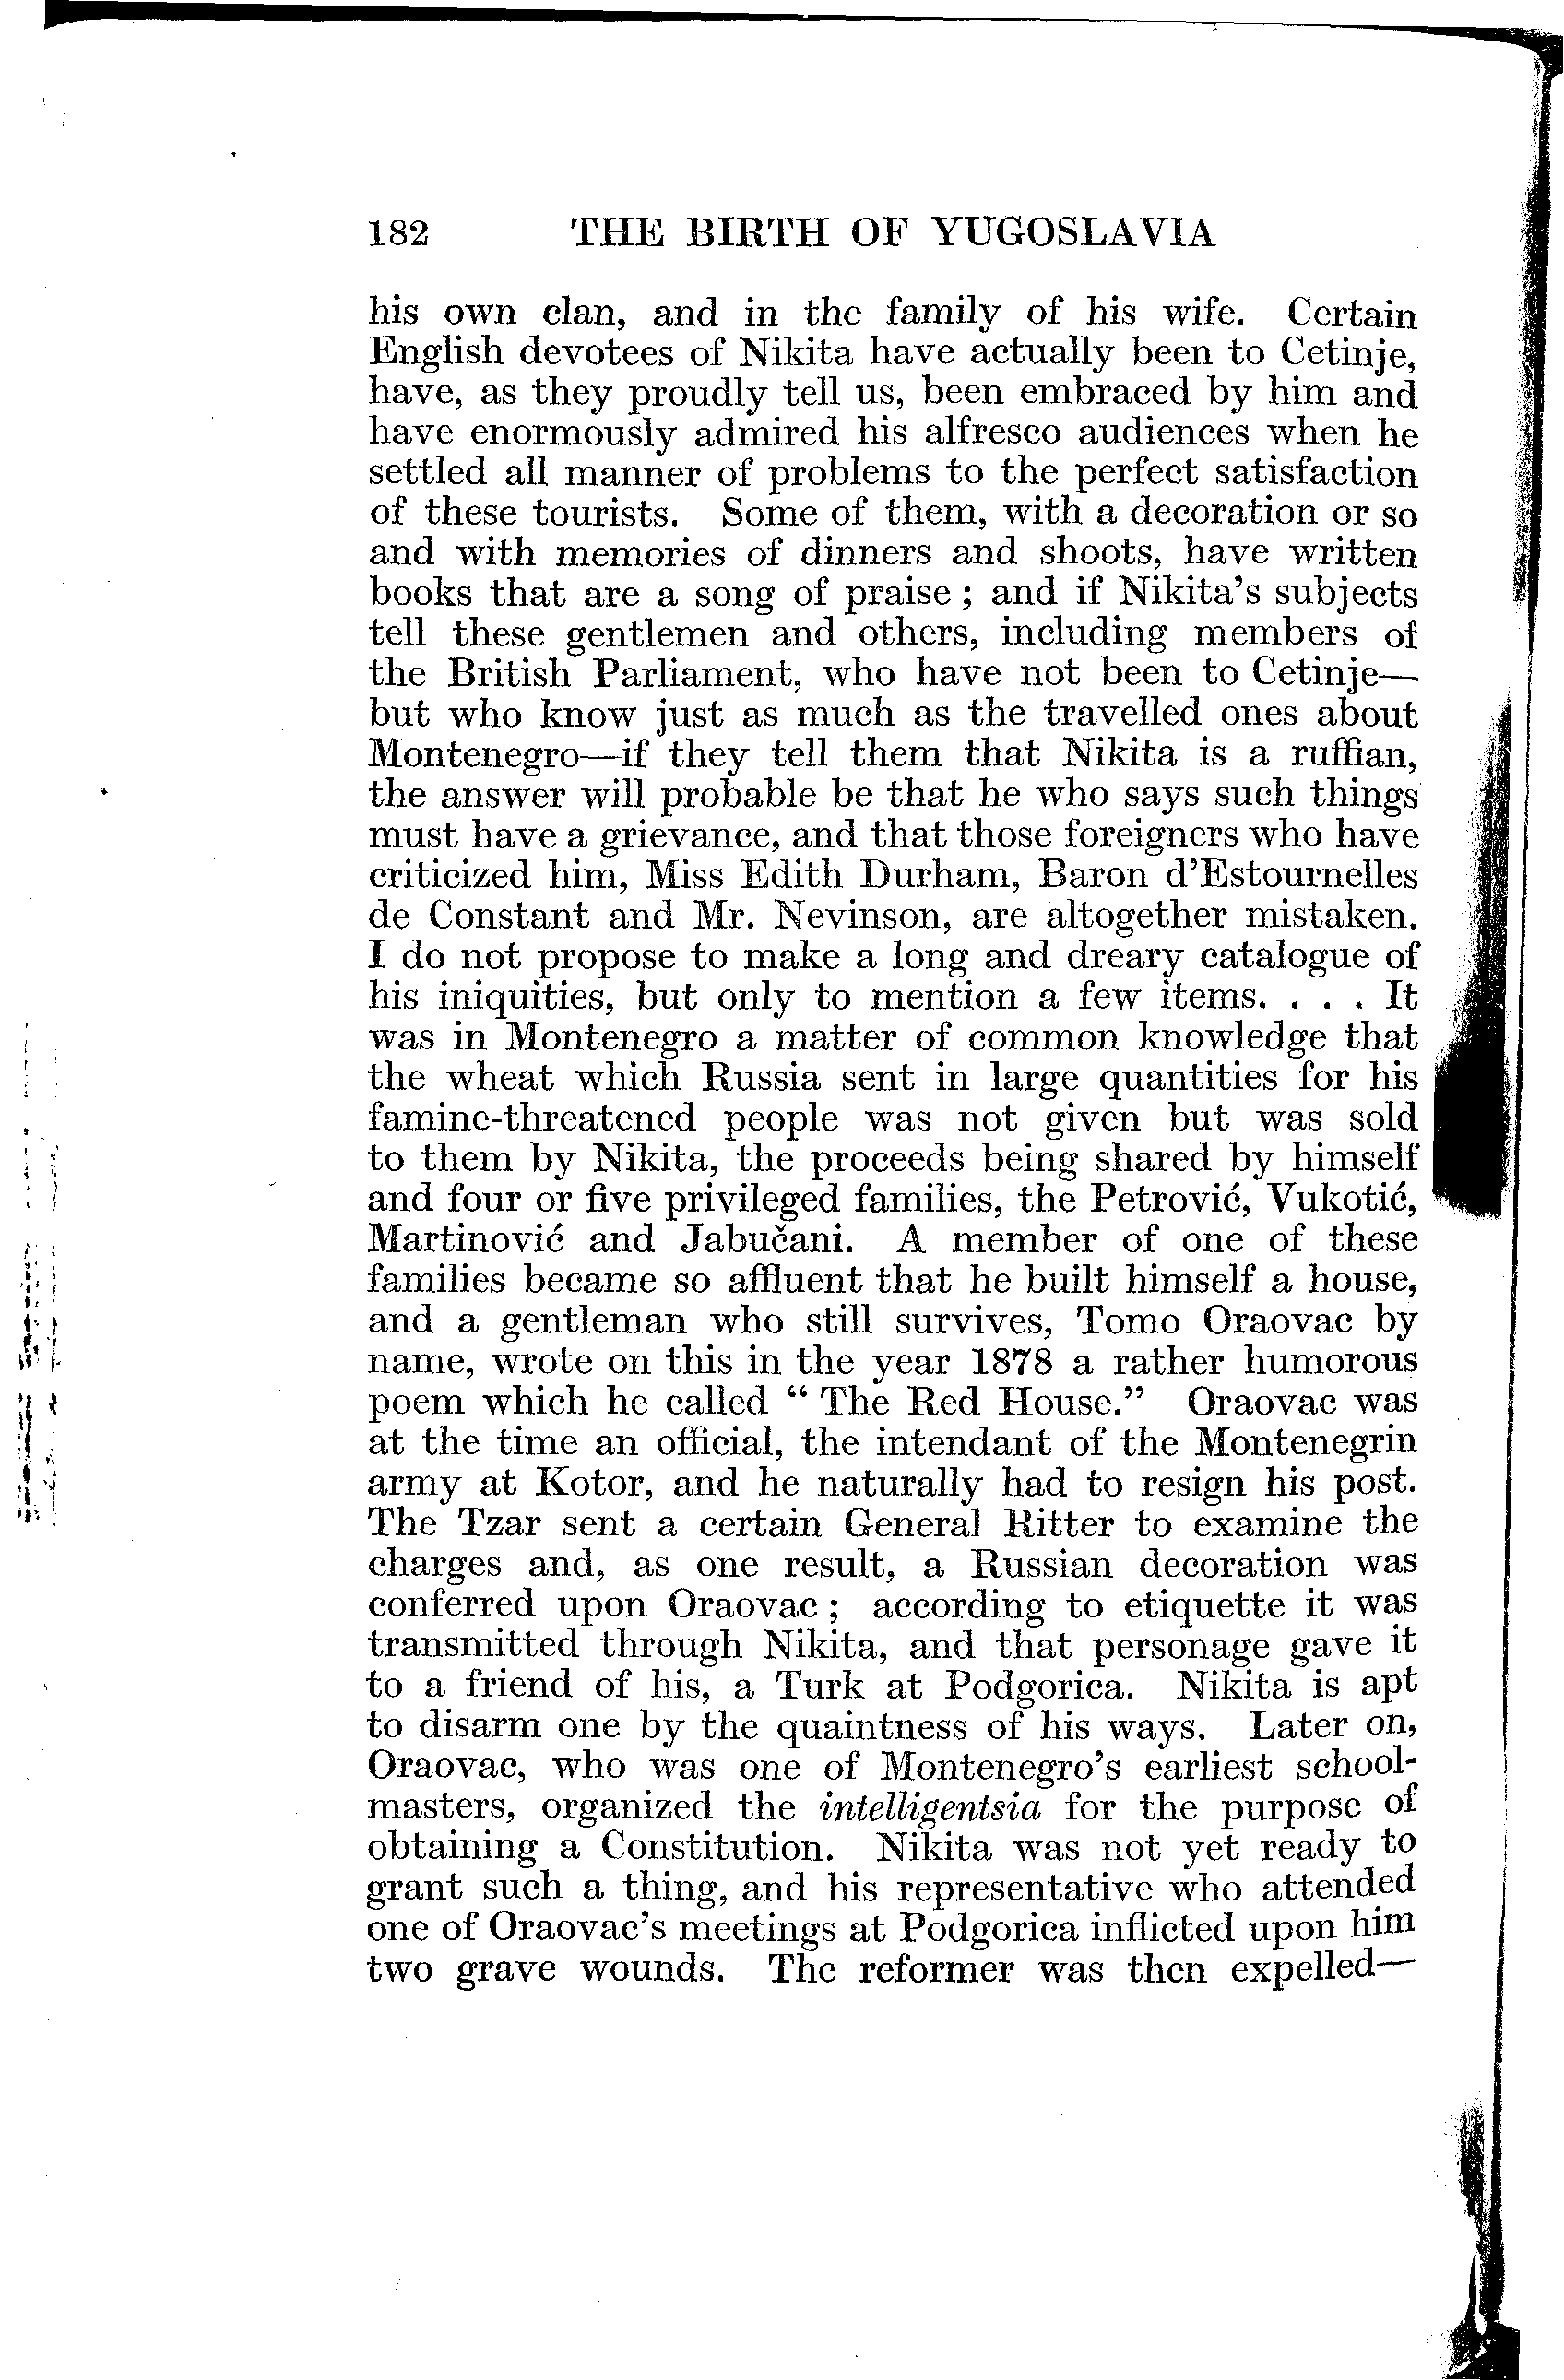 182 THE BIRTH OF YUGOSLAVIA
his own clan, and in the family of his wife. Certain
English devotees of Nikita have actually been to Cetinje,
have, as they proudly tell us, been embraced by him and
have enormously admired his alfresco audiences when he
settled all manner of problems to the perfect satisfaction
of these tourists. Some of them, with a decoration or so
and with memories of dinners and shoots, have written
books that are a song of praise ; and if Nikita's subjects
tell these gentlemen and others, including members of
the British Parliament, who have not been to Cetinje—
but who know just as much as the travelled ones about
Montenegro—if they tell them that Nikita is a ruffian,
the answer will probable be that he who says such things
must have a grievance, and that those foreigners who have
criticized him, Miss Edith Durham, Baron d'Estournelles
de Constant and Mr. Nevinson, are altogether mistaken.
I do not propose to make a long and dreary catalogue of
his iniquities, but only to mention a few items. . . . It
was in Montenegro a matter of common knowledge that
the wheat which Russia sent in large quantities for his
famine-threatened people was not given but was sold
to them by Nikita, the proceeds being shared by himself
and four or five privileged families, the Petrović, Vukotić,
Martinović and Jabučani. A member of one of these
families became so affluent that he built himself a house,
and a gentleman who still survives, Tomo Oraovac by
name, wrote on this in the year 1878 a rather humorous
poem which he called " The Red House." Oraovac was
at the time an official, the intendant of the Montenegrin
army at Kotor, and he naturally had to resign his post.
The Tzar sent a certain General Ritter to examine the
charges and, as one result, a Russian decoration was
conferred upon Oraovac ; according to etiquette it was
transmitted through Nikita, and that personage gave it
to a friend of his, a Turk at Podgorica. Nikita is apt
to disarm one by the quaintness of his ways. Later on,
Oraovac, who was one of Montenegro's earliest school-
masters, organized the intelligentsia for the purpose of
obtaining a Constitution. Nikita was not yet ready to
grant such a thing, and his representative who attended
one of Oraovac's meetings at Podgorica inflicted upon him
two grave wounds. The reformer was then expelled—